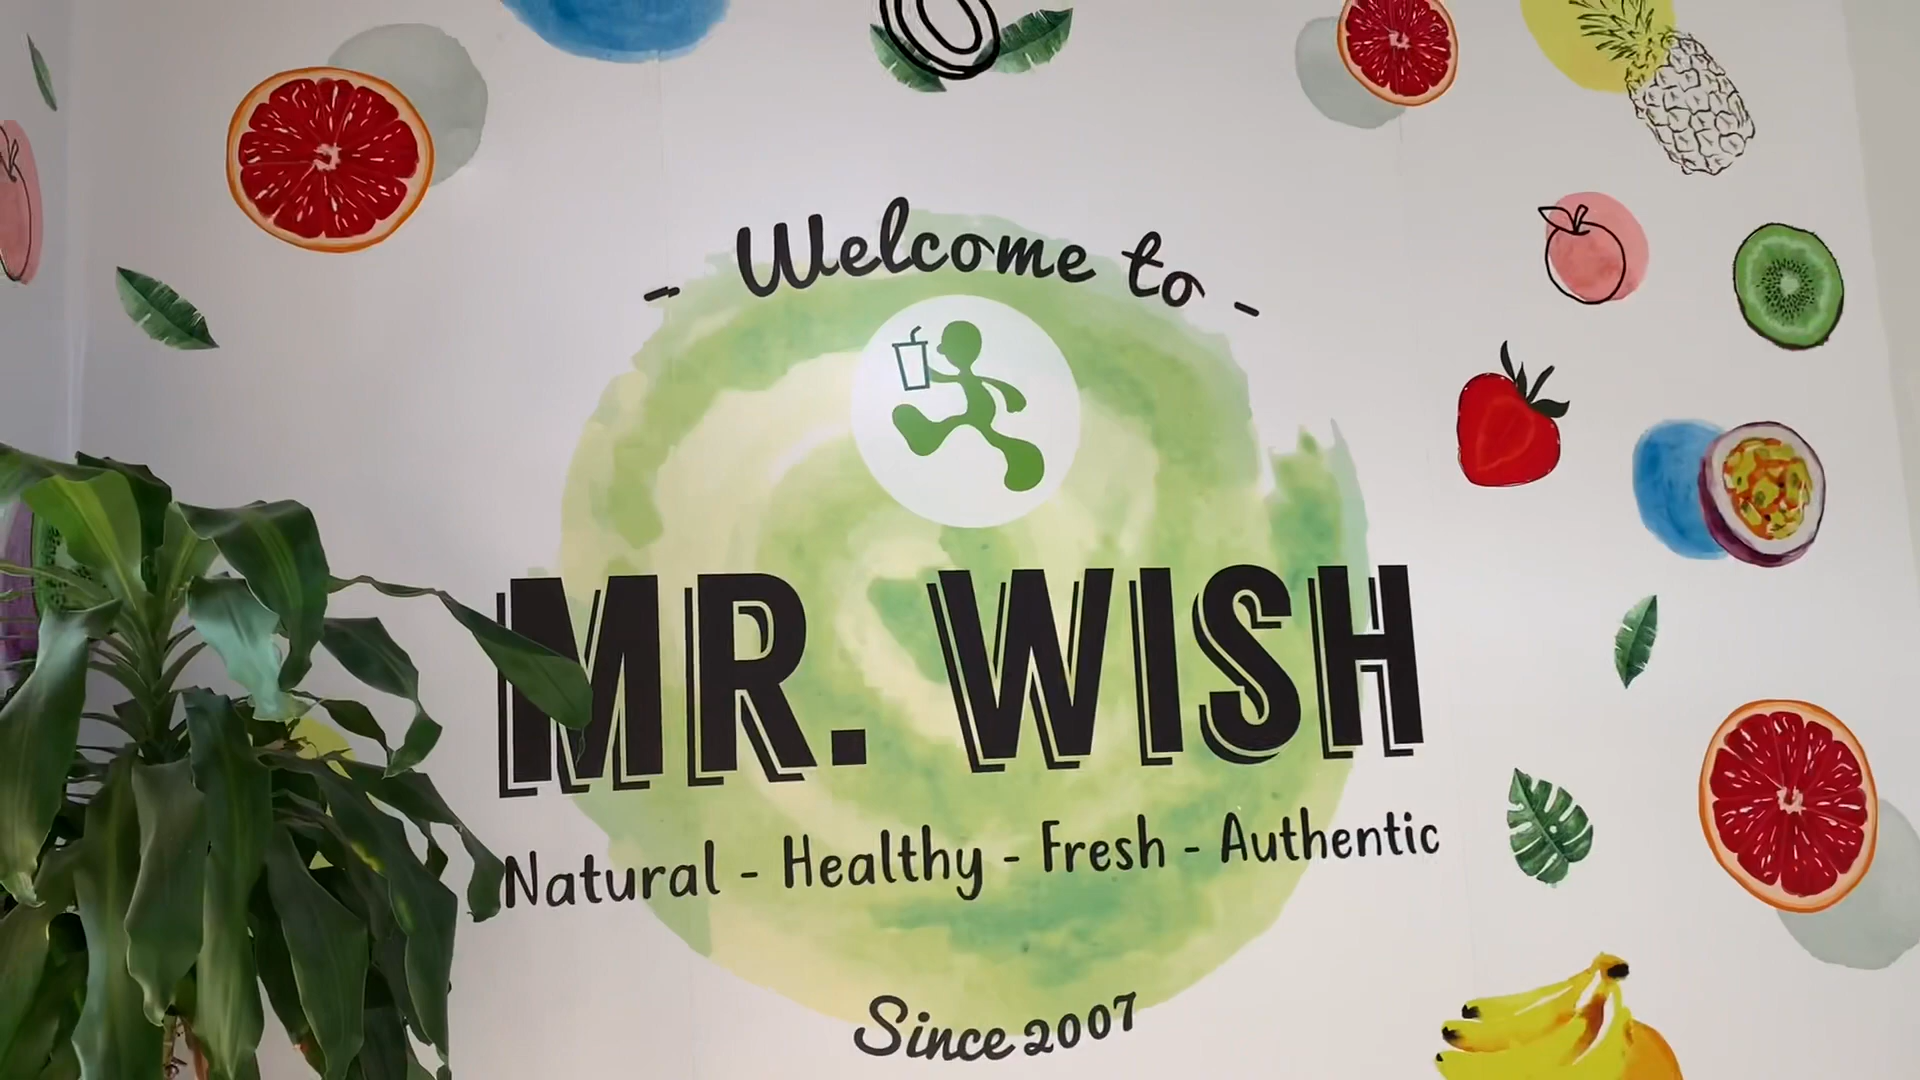 - Welcome to -
MR. WISH
Natural - Healthy - Fresh - Authentic
Since 2007